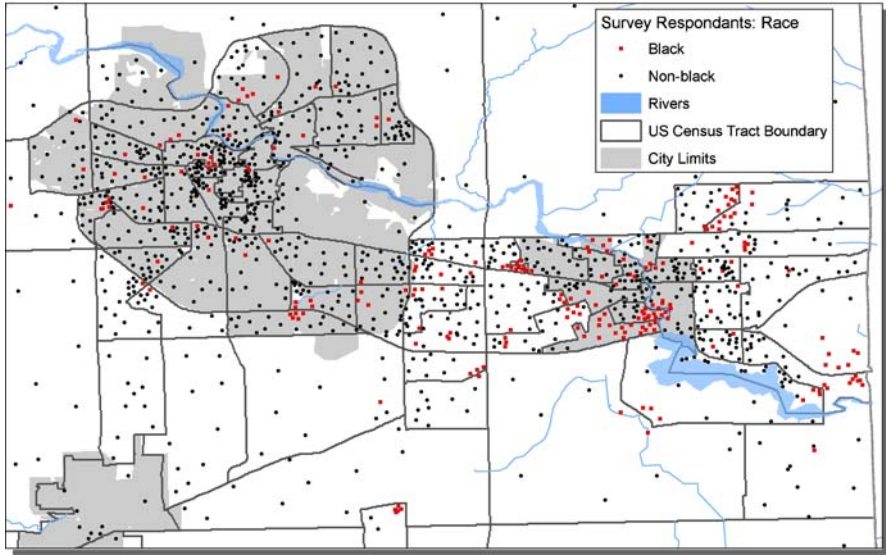 Survey Respondants: Race
Black
Non-black
Rivers
US Census Tract Boundary
City Limits